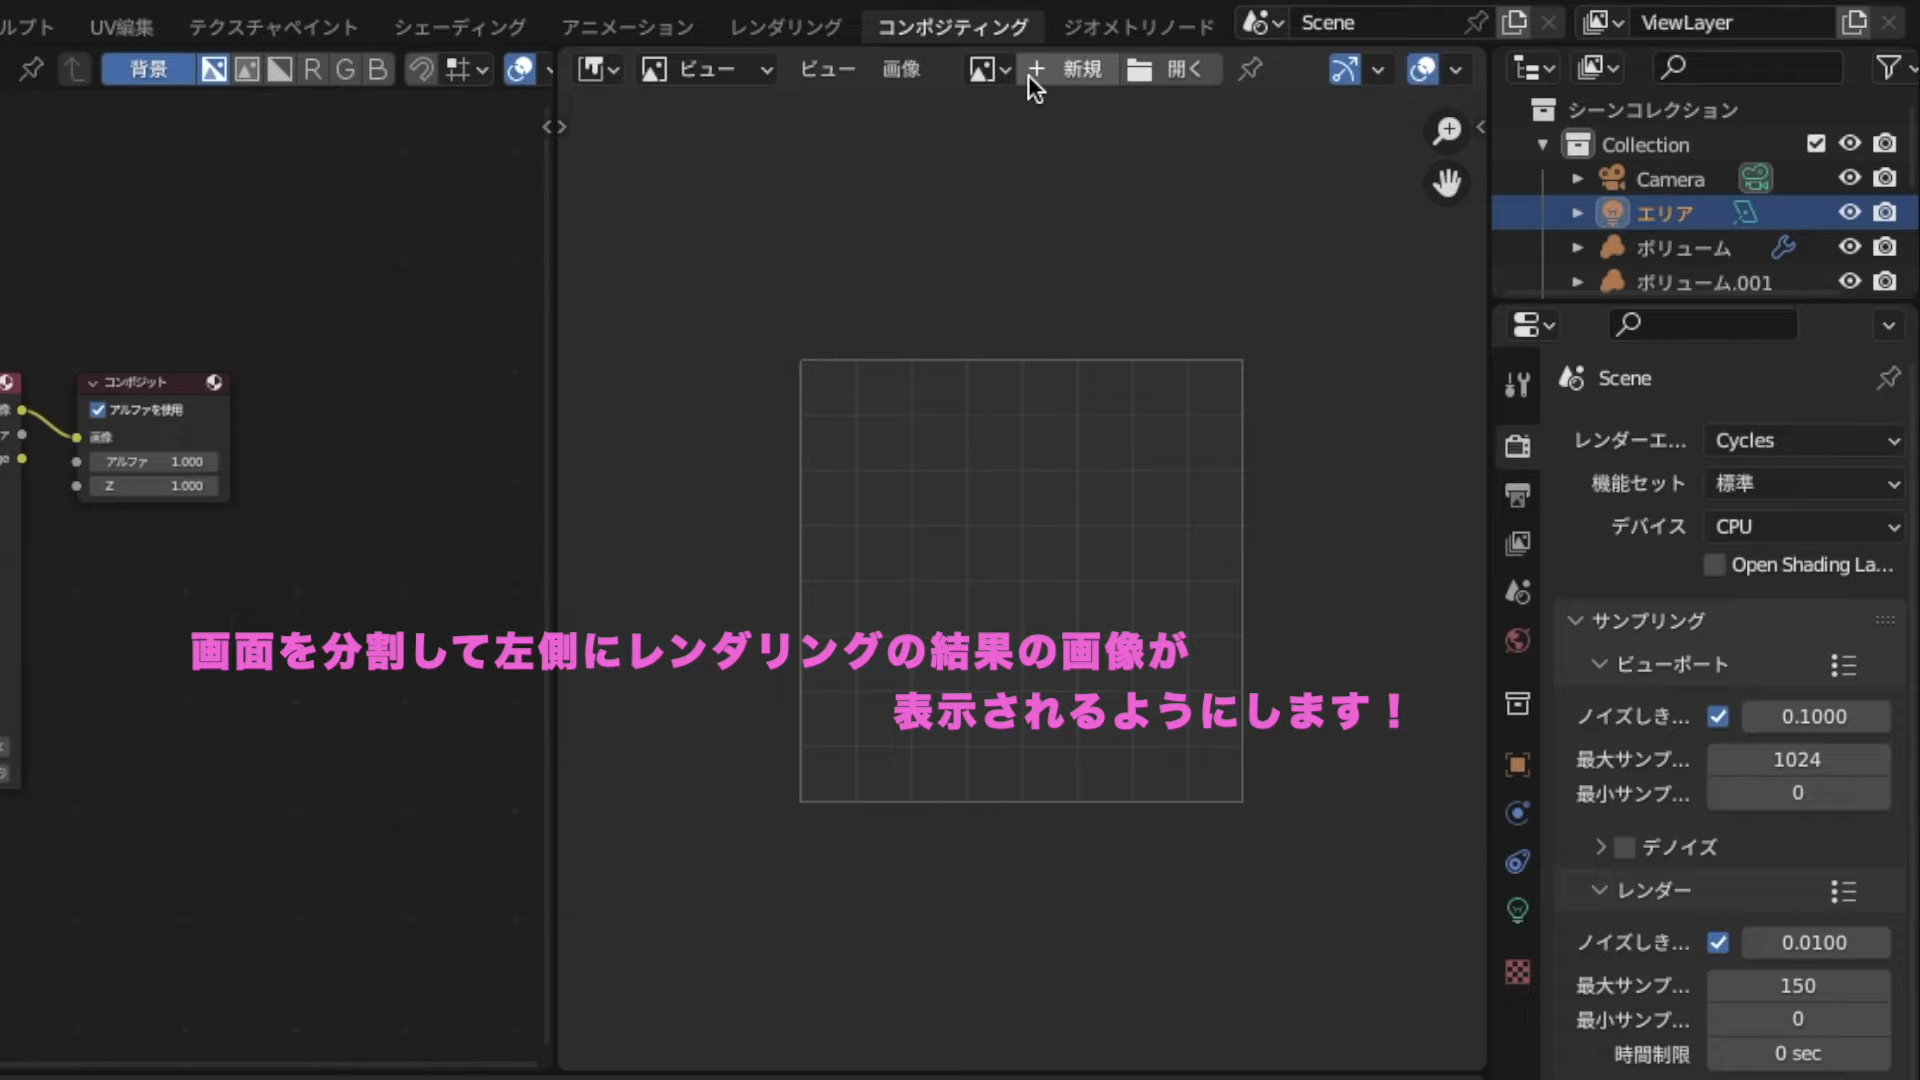 ルプト UV編集 テクスチャペイント シェーディング アニメーション レンダリング コンポジティング ジオメトリノード Scene ViewLayer
背景 R G B ビュー ビュー 画像 新規 開く
シーンコレクション
Collection
Camera
エリア
ボリューム
ボリューム.001
コンポジット
アルファを使用
画像
アルファ 1.000
Z 1.000
Scene
レンダーエ... Cycles
機能セット 標準
デバイス CPU
Open Shading La...
サンプリング
ビューポート
ノイズしき... 0.1000
最大サンプ... 1024
最小サンプ... 0
デノイズ
レンダー
ノイズしき... 0.0100
最大サンプ... 150
最小サンプ... 0
時間制限 0 sec
画面を分割して左側にレンダリングの結果の画像が
表示されるようにします！